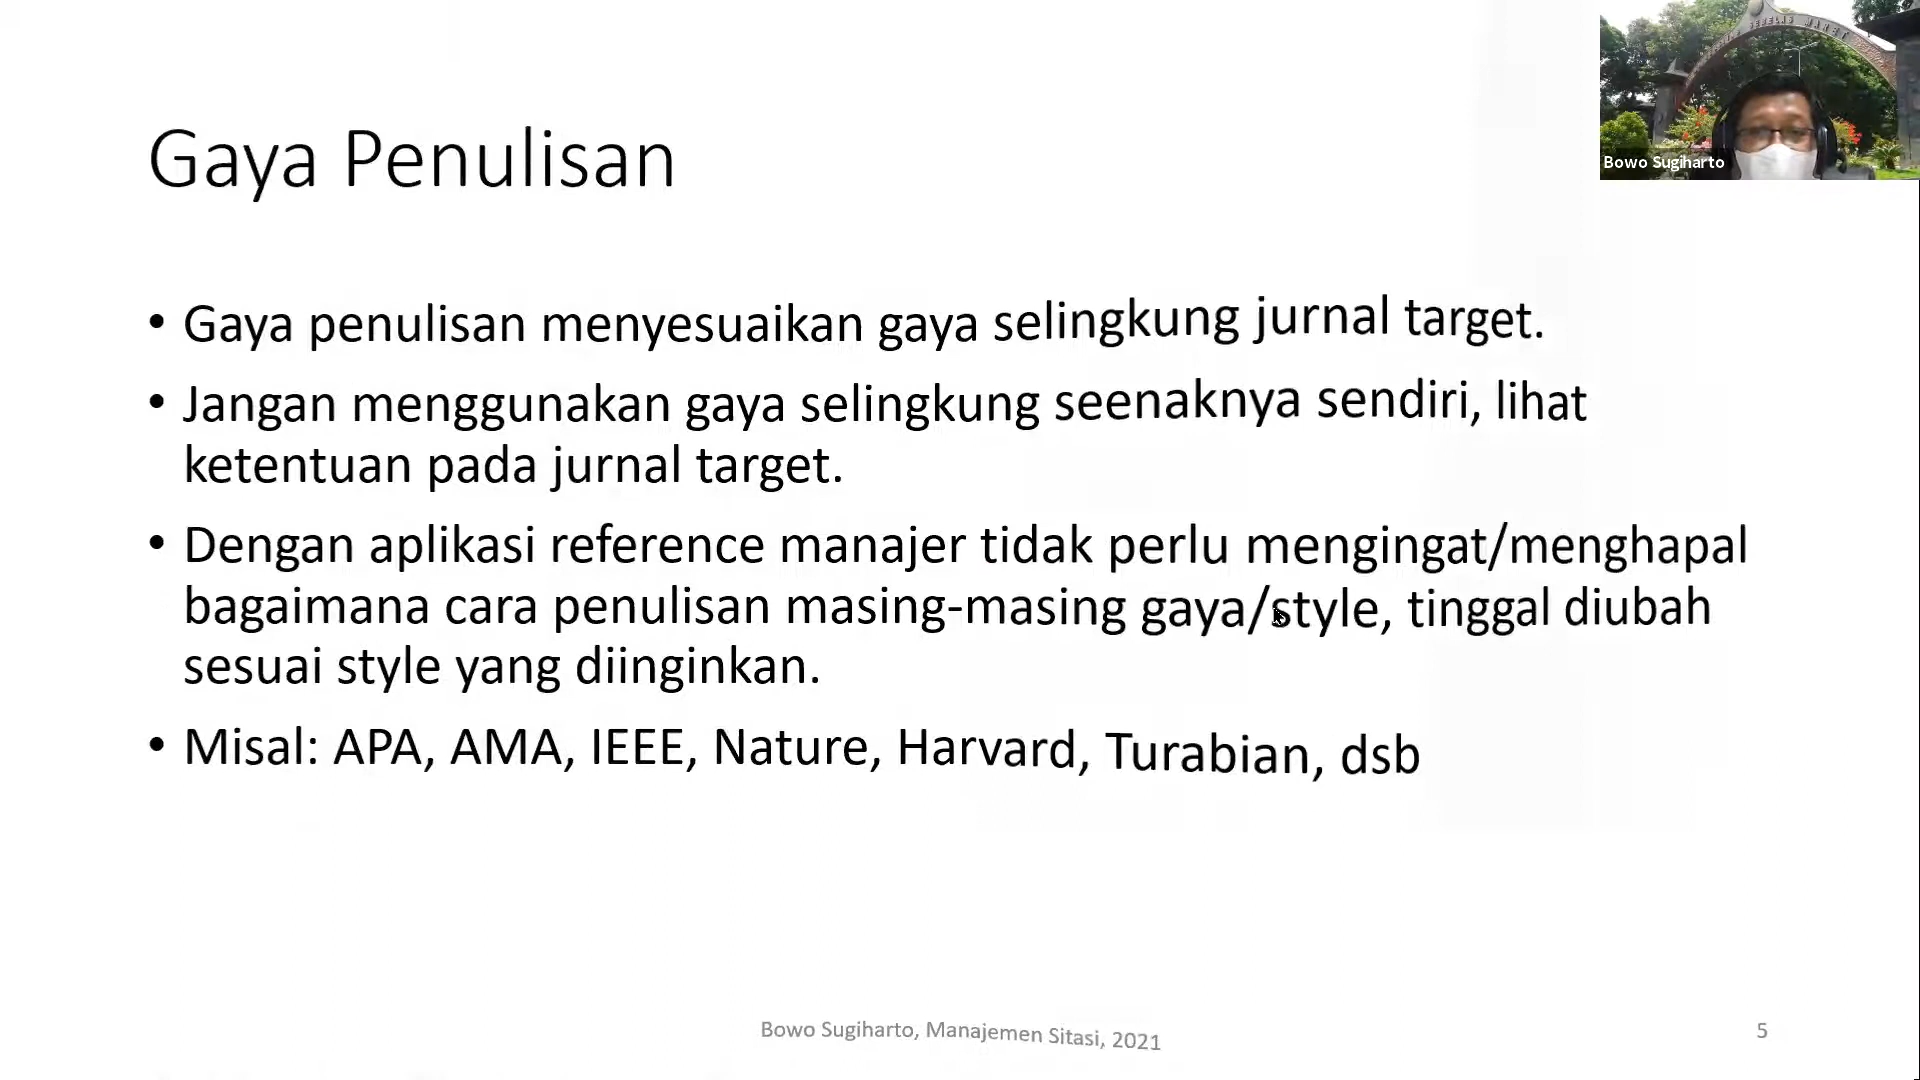 SEBELAS MARET
Bowo Sugiharto
Gaya Penulisan
• Gaya penulisan menyesuaikan gaya selingkung jurnal target.
• Jangan menggunakan gaya selingkung seenaknya sendiri, lihat
ketentuan pada jurnal target.
• Dengan aplikasi reference manajer tidak perlu mengingat/menghapal
bagaimana cara penulisan masing-masing gaya/style, tinggal diubah
sesuai style yang diinginkan.
• Misal: APA, AMA, IEEE, Nature, Harvard, Turabian, dsb
Bowo Sugiharto, Manajemen Sitasi, 2021
5